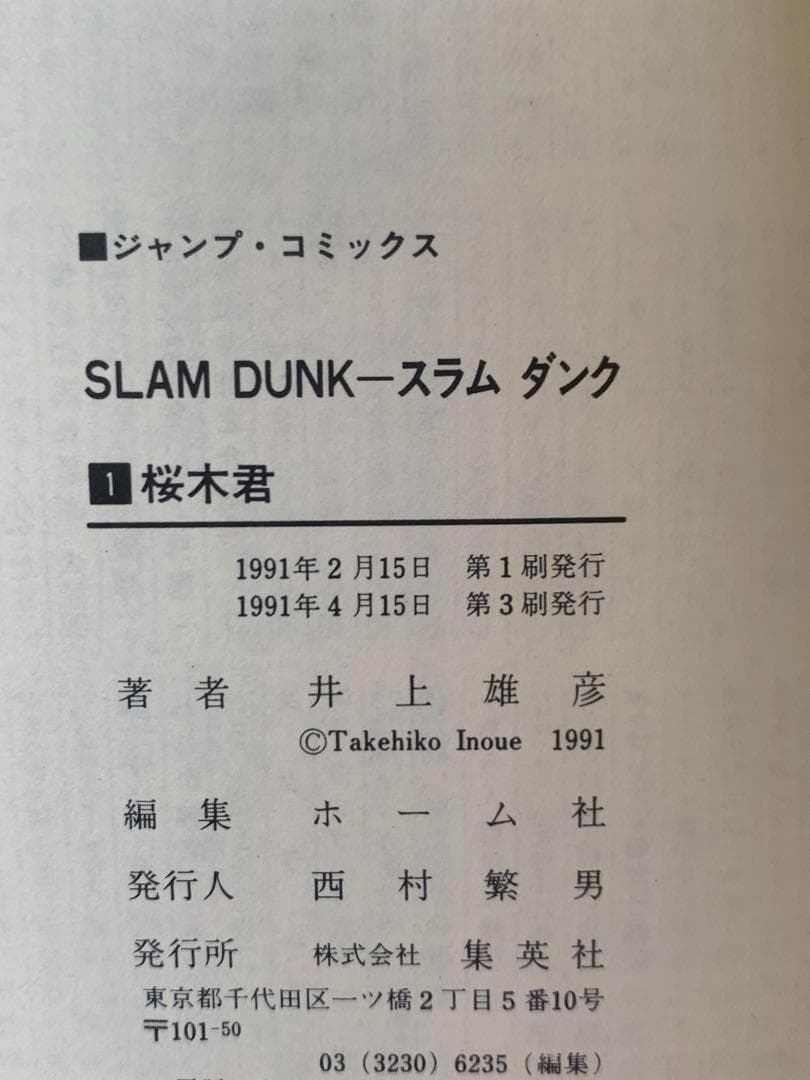 ■ジャンプ・コミックス
SLAM DUNK—スラム ダンク
1 桜木君
1991年2月15日 第1刷発行
1991年4月15日 第3刷発行
著者 井上雄彦
©Takehiko Inoue 1991
編集 ホーム社
発行人 西村繁男
発行所 株式会社 集英社
東京都千代田区一ツ橋2丁目5番10号
〒101-50
03 (3230) 6235 (編集)